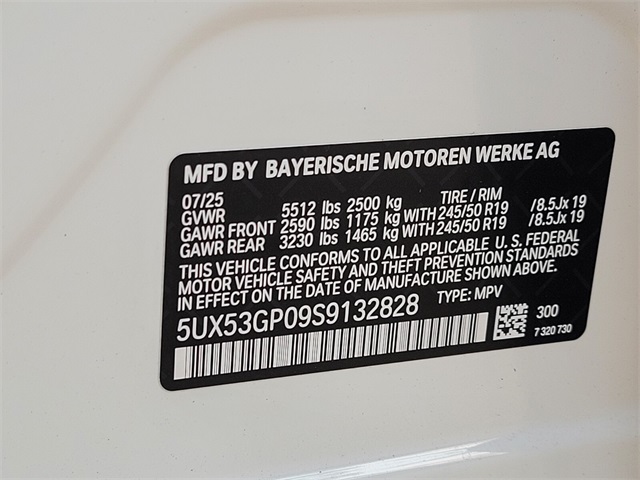 MFD BY BAYERISCHE MOTOREN WERKE AG
07/25 TIRE / RIM
GVWR 5512 lbs 2500 kg
GAWR FRONT 2590 lbs 1175 kg WITH 245/50 R19 /8.5Jx 19
GAWR REAR 3230 lbs 1465 kg WITH 245/50 R19 /8.5Jx 19
THIS VEHICLE CONFORMS TO ALL APPLICABLE U. S. FEDERAL
MOTOR VEHICLE SAFETY AND THEFT PREVENTION STANDARDS
IN EFFECT ON THE DATE OF MANUFACTURE SHOWN ABOVE.
5UX53GP09S9132828 TYPE: MPV
300
7 320 730